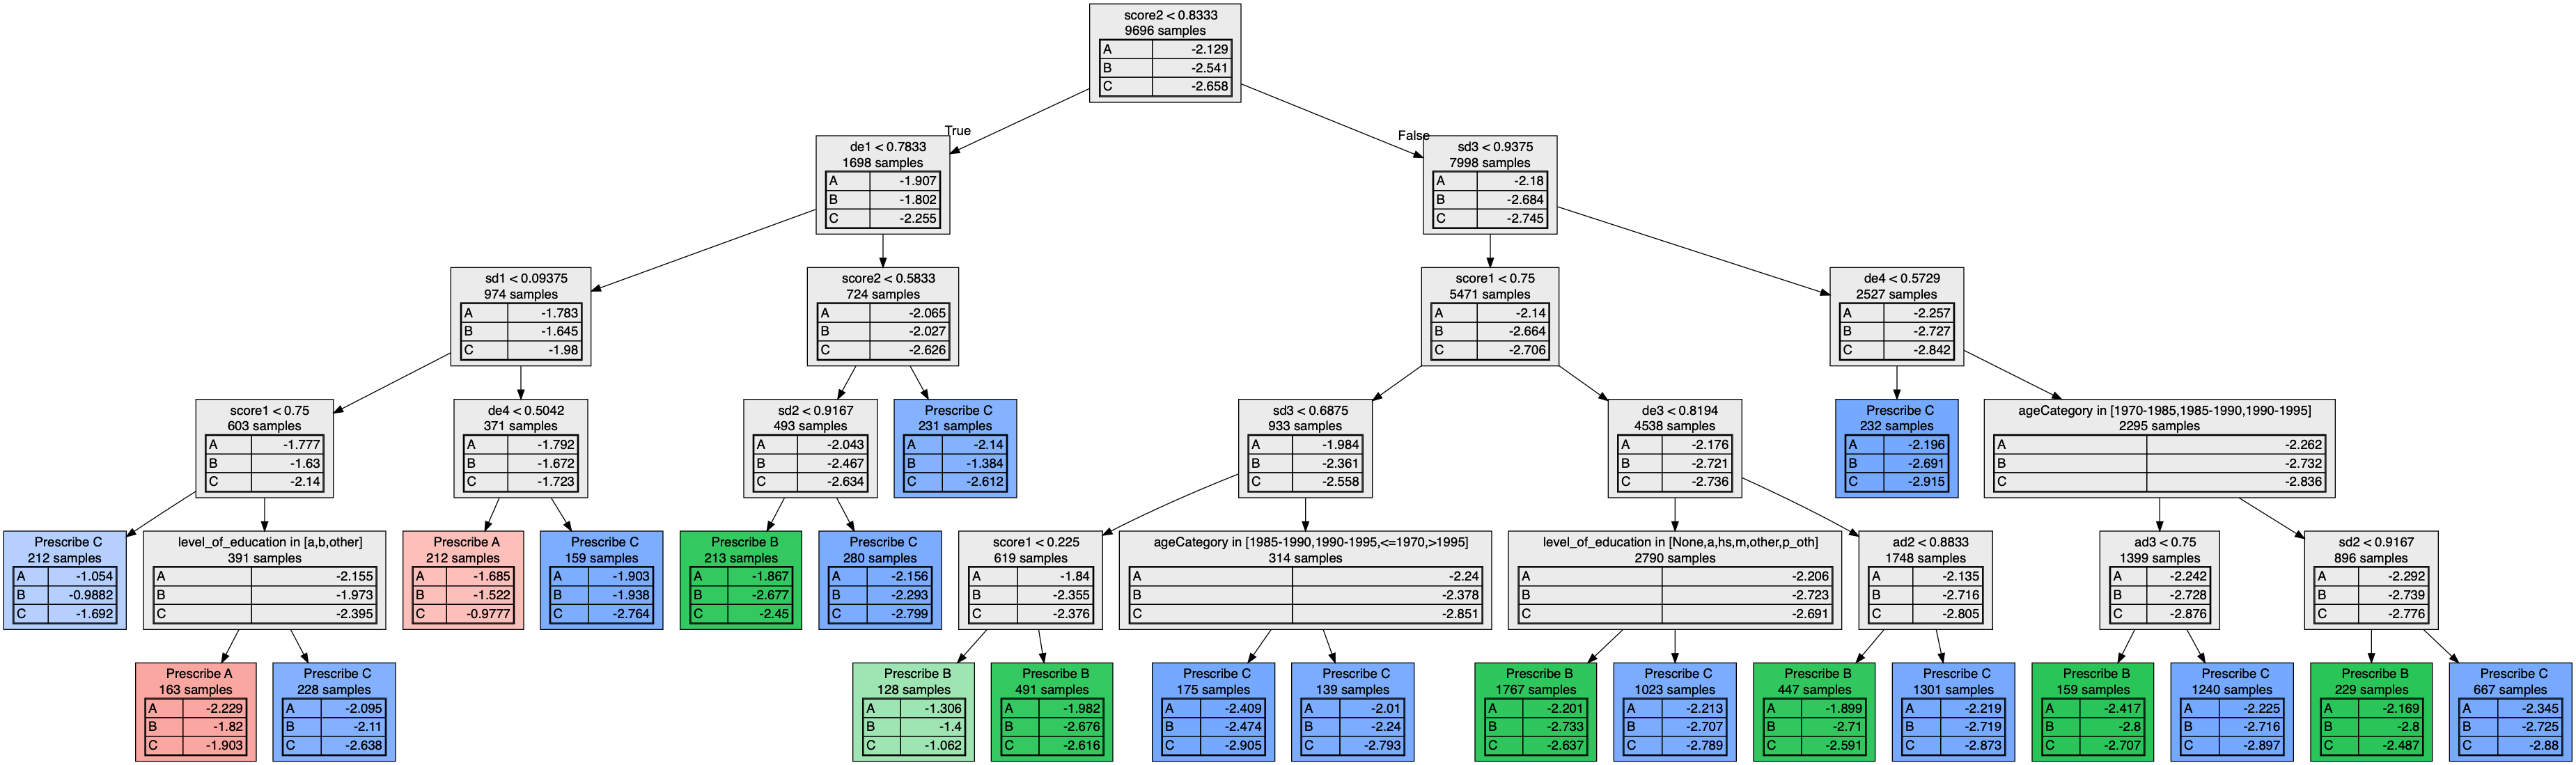 score2 < 0.8333
9696 samples
A -2.129
B -2.541
C -2.658
True
False
de1 < 0.7833
1698 samples
A -1.907
B -1.802
C -2.255
sd3 < 0.9375
7998 samples
A -2.18
B -2.684
C -2.745
sd1 < 0.09375
974 samples
A -1.783
B -1.645
C -1.98
score2 < 0.5833
724 samples
A -2.065
B -2.027
C -2.626
score1 < 0.75
5471 samples
A -2.14
B -2.664
C -2.706
de4 < 0.5729
2527 samples
A -2.257
B -2.727
C -2.842
score1 < 0.75
603 samples
A -1.777
B -1.63
C -2.14
de4 < 0.5042
371 samples
A -1.792
B -1.672
C -1.723
sd2 < 0.9167
493 samples
A -2.043
B -2.467
C -2.634
Prescribe C
231 samples
A -2.14
B -1.384
C -2.612
sd3 < 0.6875
933 samples
A -1.984
B -2.361
C -2.558
de3 < 0.8194
4538 samples
A -2.176
B -2.721
C -2.736
Prescribe C
232 samples
A -2.196
B -2.691
C -2.915
ageCategory in [1970-1985,1985-1990,1990-1995]
2295 samples
A -2.262
B -2.732
C -2.836
Prescribe C
212 samples
A -1.054
B -0.9882
C -1.692
level_of_education in [a,b,other]
391 samples
A -2.155
B -1.973
C -2.395
Prescribe A
212 samples
A -1.685
B -1.522
C -0.9777
Prescribe C
159 samples
A -1.903
B -1.938
C -2.764
Prescribe B
213 samples
A -1.867
B -2.677
C -2.45
Prescribe C
280 samples
A -2.156
B -2.293
C -2.799
score1 < 0.225
619 samples
A -1.84
B -2.355
C -2.376
ageCategory in [1985-1990,1990-1995,<=1970,>1995]
314 samples
A -2.24
B -2.378
C -2.851
level_of_education in [None,a,hs,m,other,p_oth]
2790 samples
A -2.206
B -2.723
C -2.691
ad2 < 0.8833
1748 samples
A -2.135
B -2.716
C -2.805
ad3 < 0.75
1399 samples
A -2.242
B -2.728
C -2.876
sd2 < 0.9167
896 samples
A -2.292
B -2.739
C -2.776
Prescribe A
163 samples
A -2.229
B -1.82
C -1.903
Prescribe C
228 samples
A -2.095
B -2.11
C -2.638
Prescribe B
128 samples
A -1.306
B -1.4
C -1.062
Prescribe B
491 samples
A -1.982
B -2.676
C -2.616
Prescribe C
175 samples
A -2.409
B -2.474
C -2.905
Prescribe C
139 samples
A -2.01
B -2.24
C -2.793
Prescribe B
1767 samples
A -2.201
B -2.733
C -2.637
Prescribe C
1023 samples
A -2.213
B -2.707
C -2.789
Prescribe B
447 samples
A -1.899
B -2.71
C -2.591
Prescribe C
1301 samples
A -2.219
B -2.719
C -2.873
Prescribe B
159 samples
A -2.417
B -2.8
C -2.707
Prescribe C
1240 samples
A -2.225
B -2.716
C -2.897
Prescribe B
229 samples
A -2.169
B -2.8
C -2.487
Prescribe C
667 samples
A -2.345
B -2.725
C -2.88